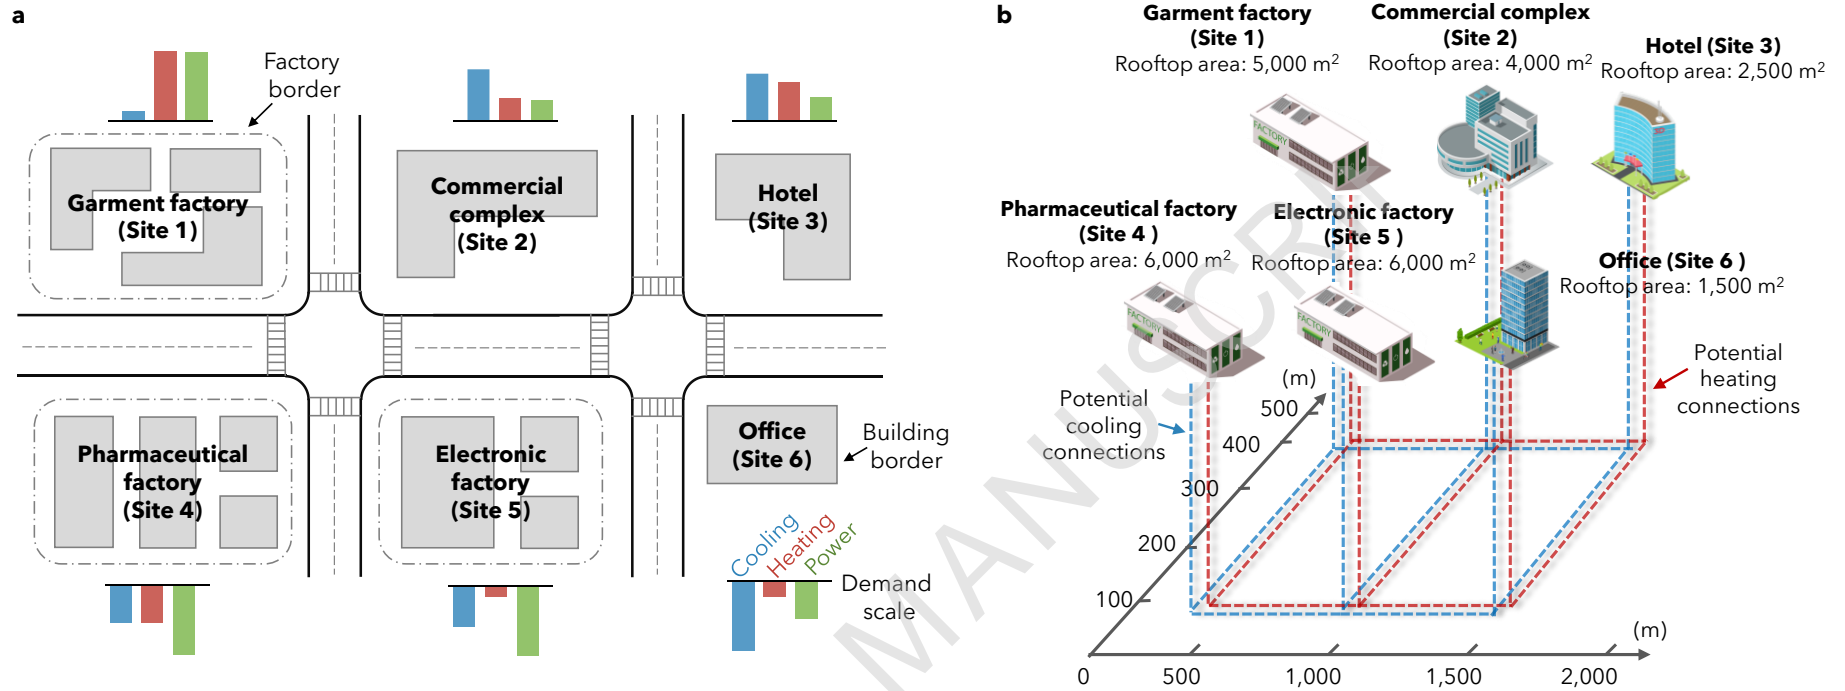 a
Factory
border
Garment factory
(Site 1)
Commercial
complex
(Site 2)
Hotel
(Site 3)
Pharmaceutical
factory
(Site 4)
Electronic
factory
(Site 5)
Office
(Site 6)
Building
border
Cooling
Heating
Power
Demand
scale
b
Garment factory
(Site 1)
Rooftop area: 5,000 m²
Commercial complex
(Site 2)
Rooftop area: 4,000 m²
Hotel (Site 3)
Rooftop area: 2,500 m²
FACTORY
Pharmaceutical factory
(Site 4 )
Rooftop area: 6,000 m²
Electronic factory
(Site 5 )
Rooftop area: 6,000 m²
Office (Site 6 )
Rooftop area: 1,500 m²
FACTORY
FACTORY
Potential
cooling
connections
Potential
heating
connections
(m)
500
400
300
200
100
(m)
0
500
1,000
1,500
2,000
MANUSCRI